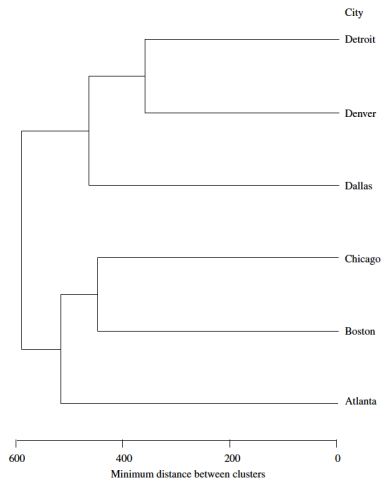 City
Detroit
Denver
Dallas
Chicago
Boston
Atlanta
600 400 200 0
Minimum distance between clusters